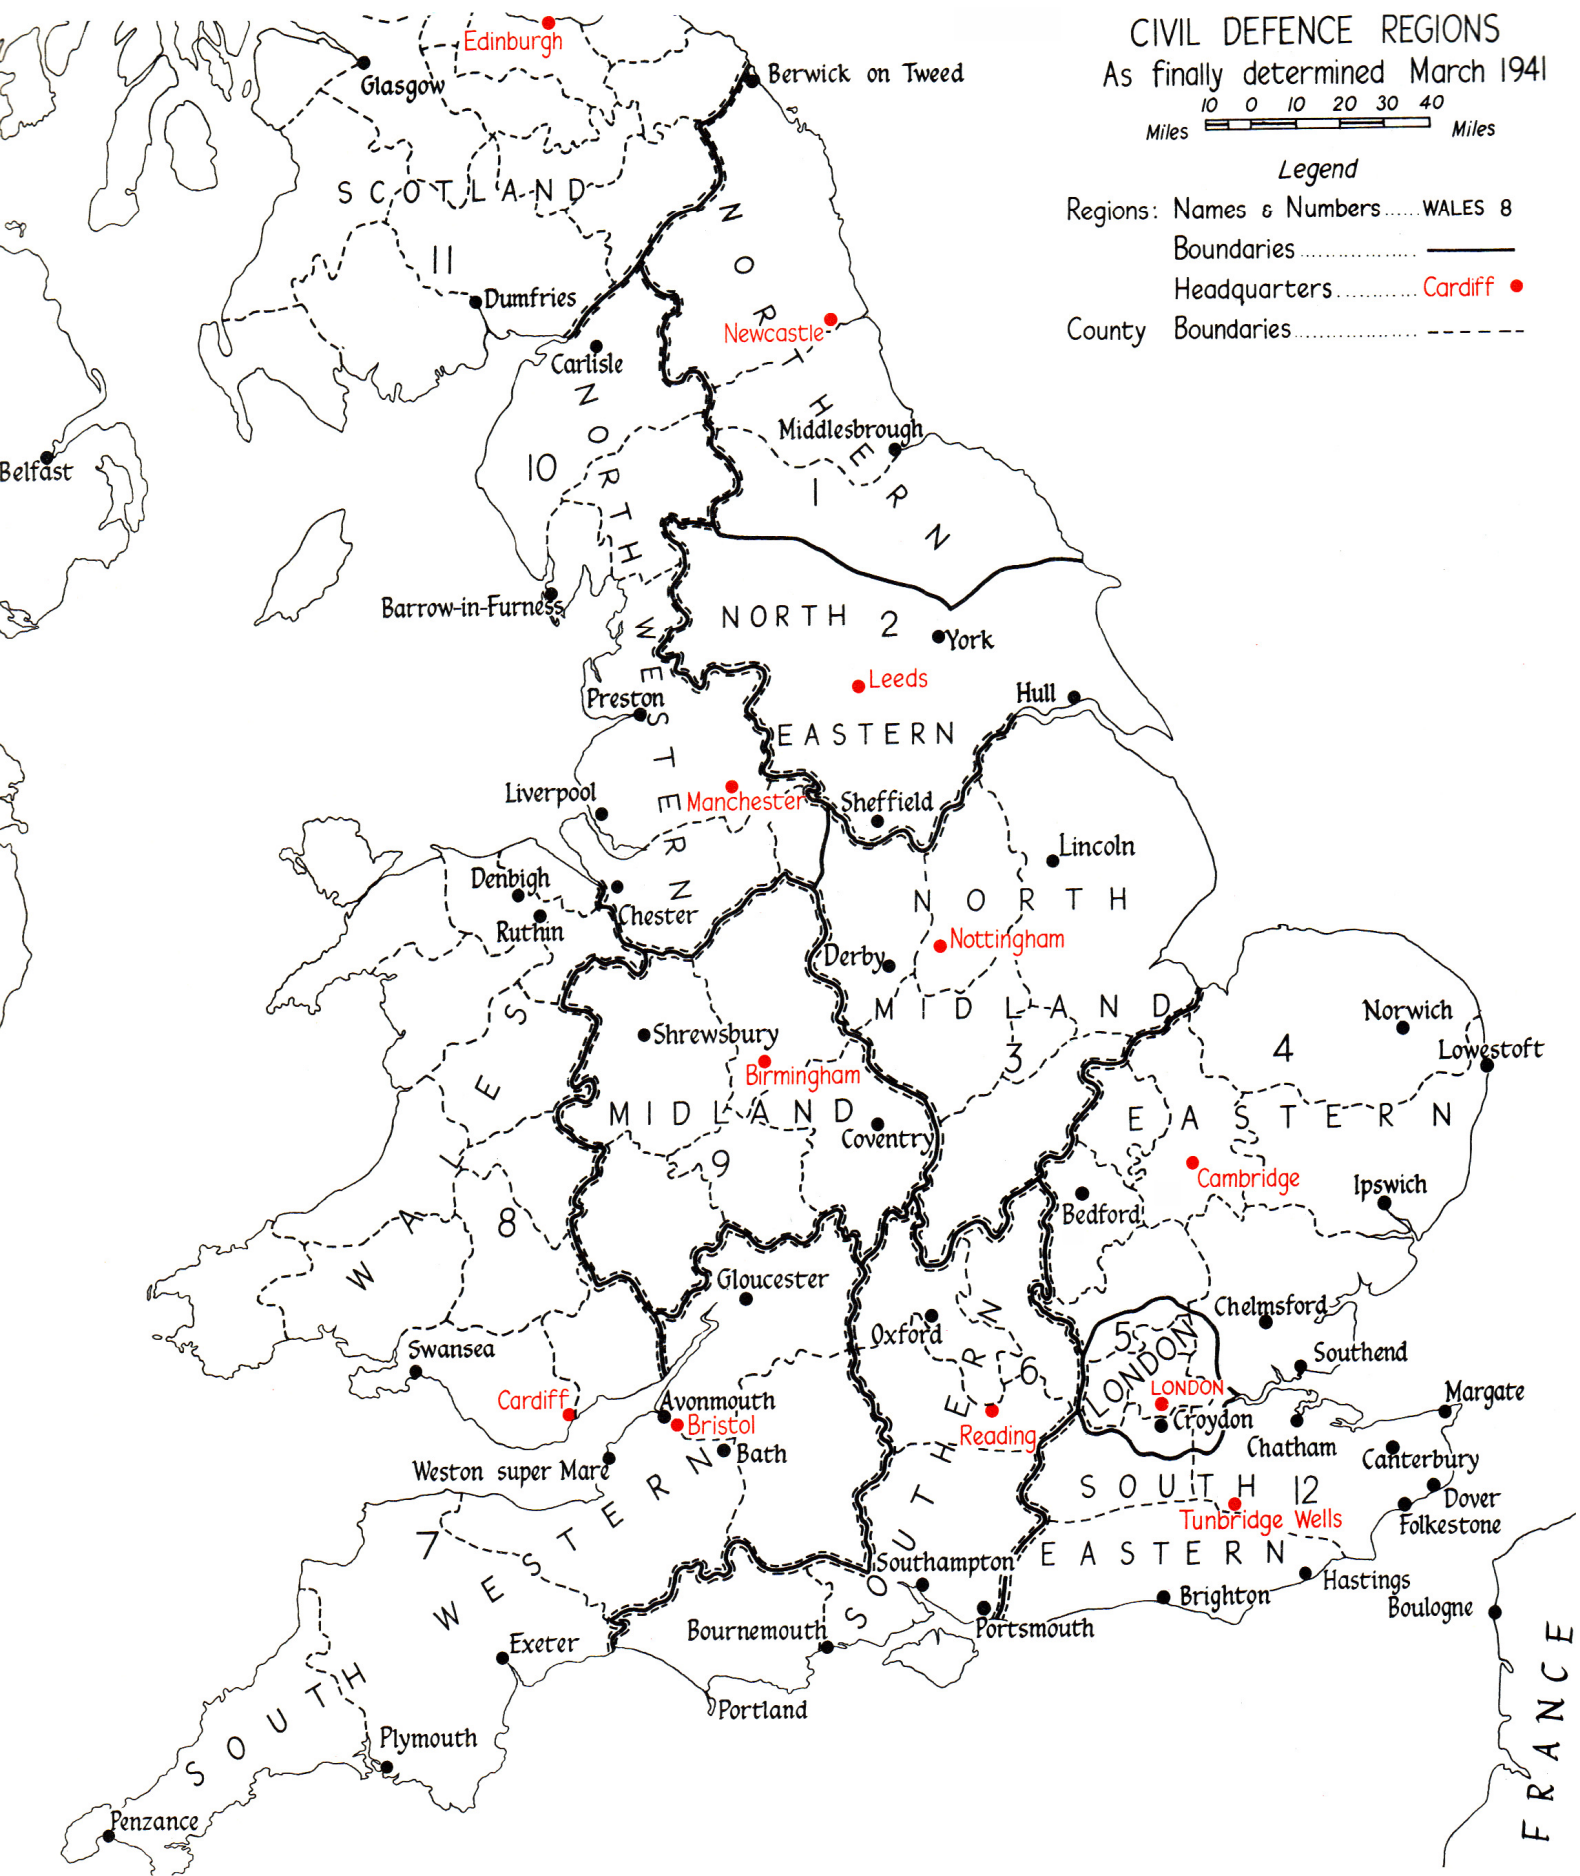 CIVIL DEFENCE REGIONS
As finally determined March 1941
10 0 10 20 30 40
Miles Miles
Legend
Regions: Names & Numbers...... WALES 8
Boundaries
Headquarters Cardiff
County Boundaries
Edinburgh
Glasgow
Berwick on Tweed
SCOTLAND
11
Dumfries
Carlisle
Newcastle
NORTHERN
1
Middlesbrough
Belfast
10
NORTH WESTERN
Barrow-in-Furness
NORTH 2
EASTERN
York
Leeds
Hull
Preston
Liverpool
Manchester
Sheffield
Lincoln
Denbigh
Ruthin
Chester
NORTH
MIDLAND
3
Nottingham
Derby
Norwich
Lowestoft
4
EASTERN
Shrewsbury
Birmingham
MIDLAND
9
Coventry
Cambridge
Ipswich
Bedford
WALES
8
Gloucester
Oxford
Chelmsford
Southend
5
LONDON
LONDON
Croydon
Swansea
Cardiff
Avonmouth
Bristol
Bath
Weston super Mare
SOUTHERN
6
Reading
Margate
Chatham
Canterbury
Dover
Folkestone
SOUTH 12
EASTERN
Tunbridge Wells
Hastings
Brighton
Boulogne
FRANCE
Southampton
Portsmouth
Bournemouth
Portland
7
SOUTH WESTERN
Exeter
Plymouth
Penzance